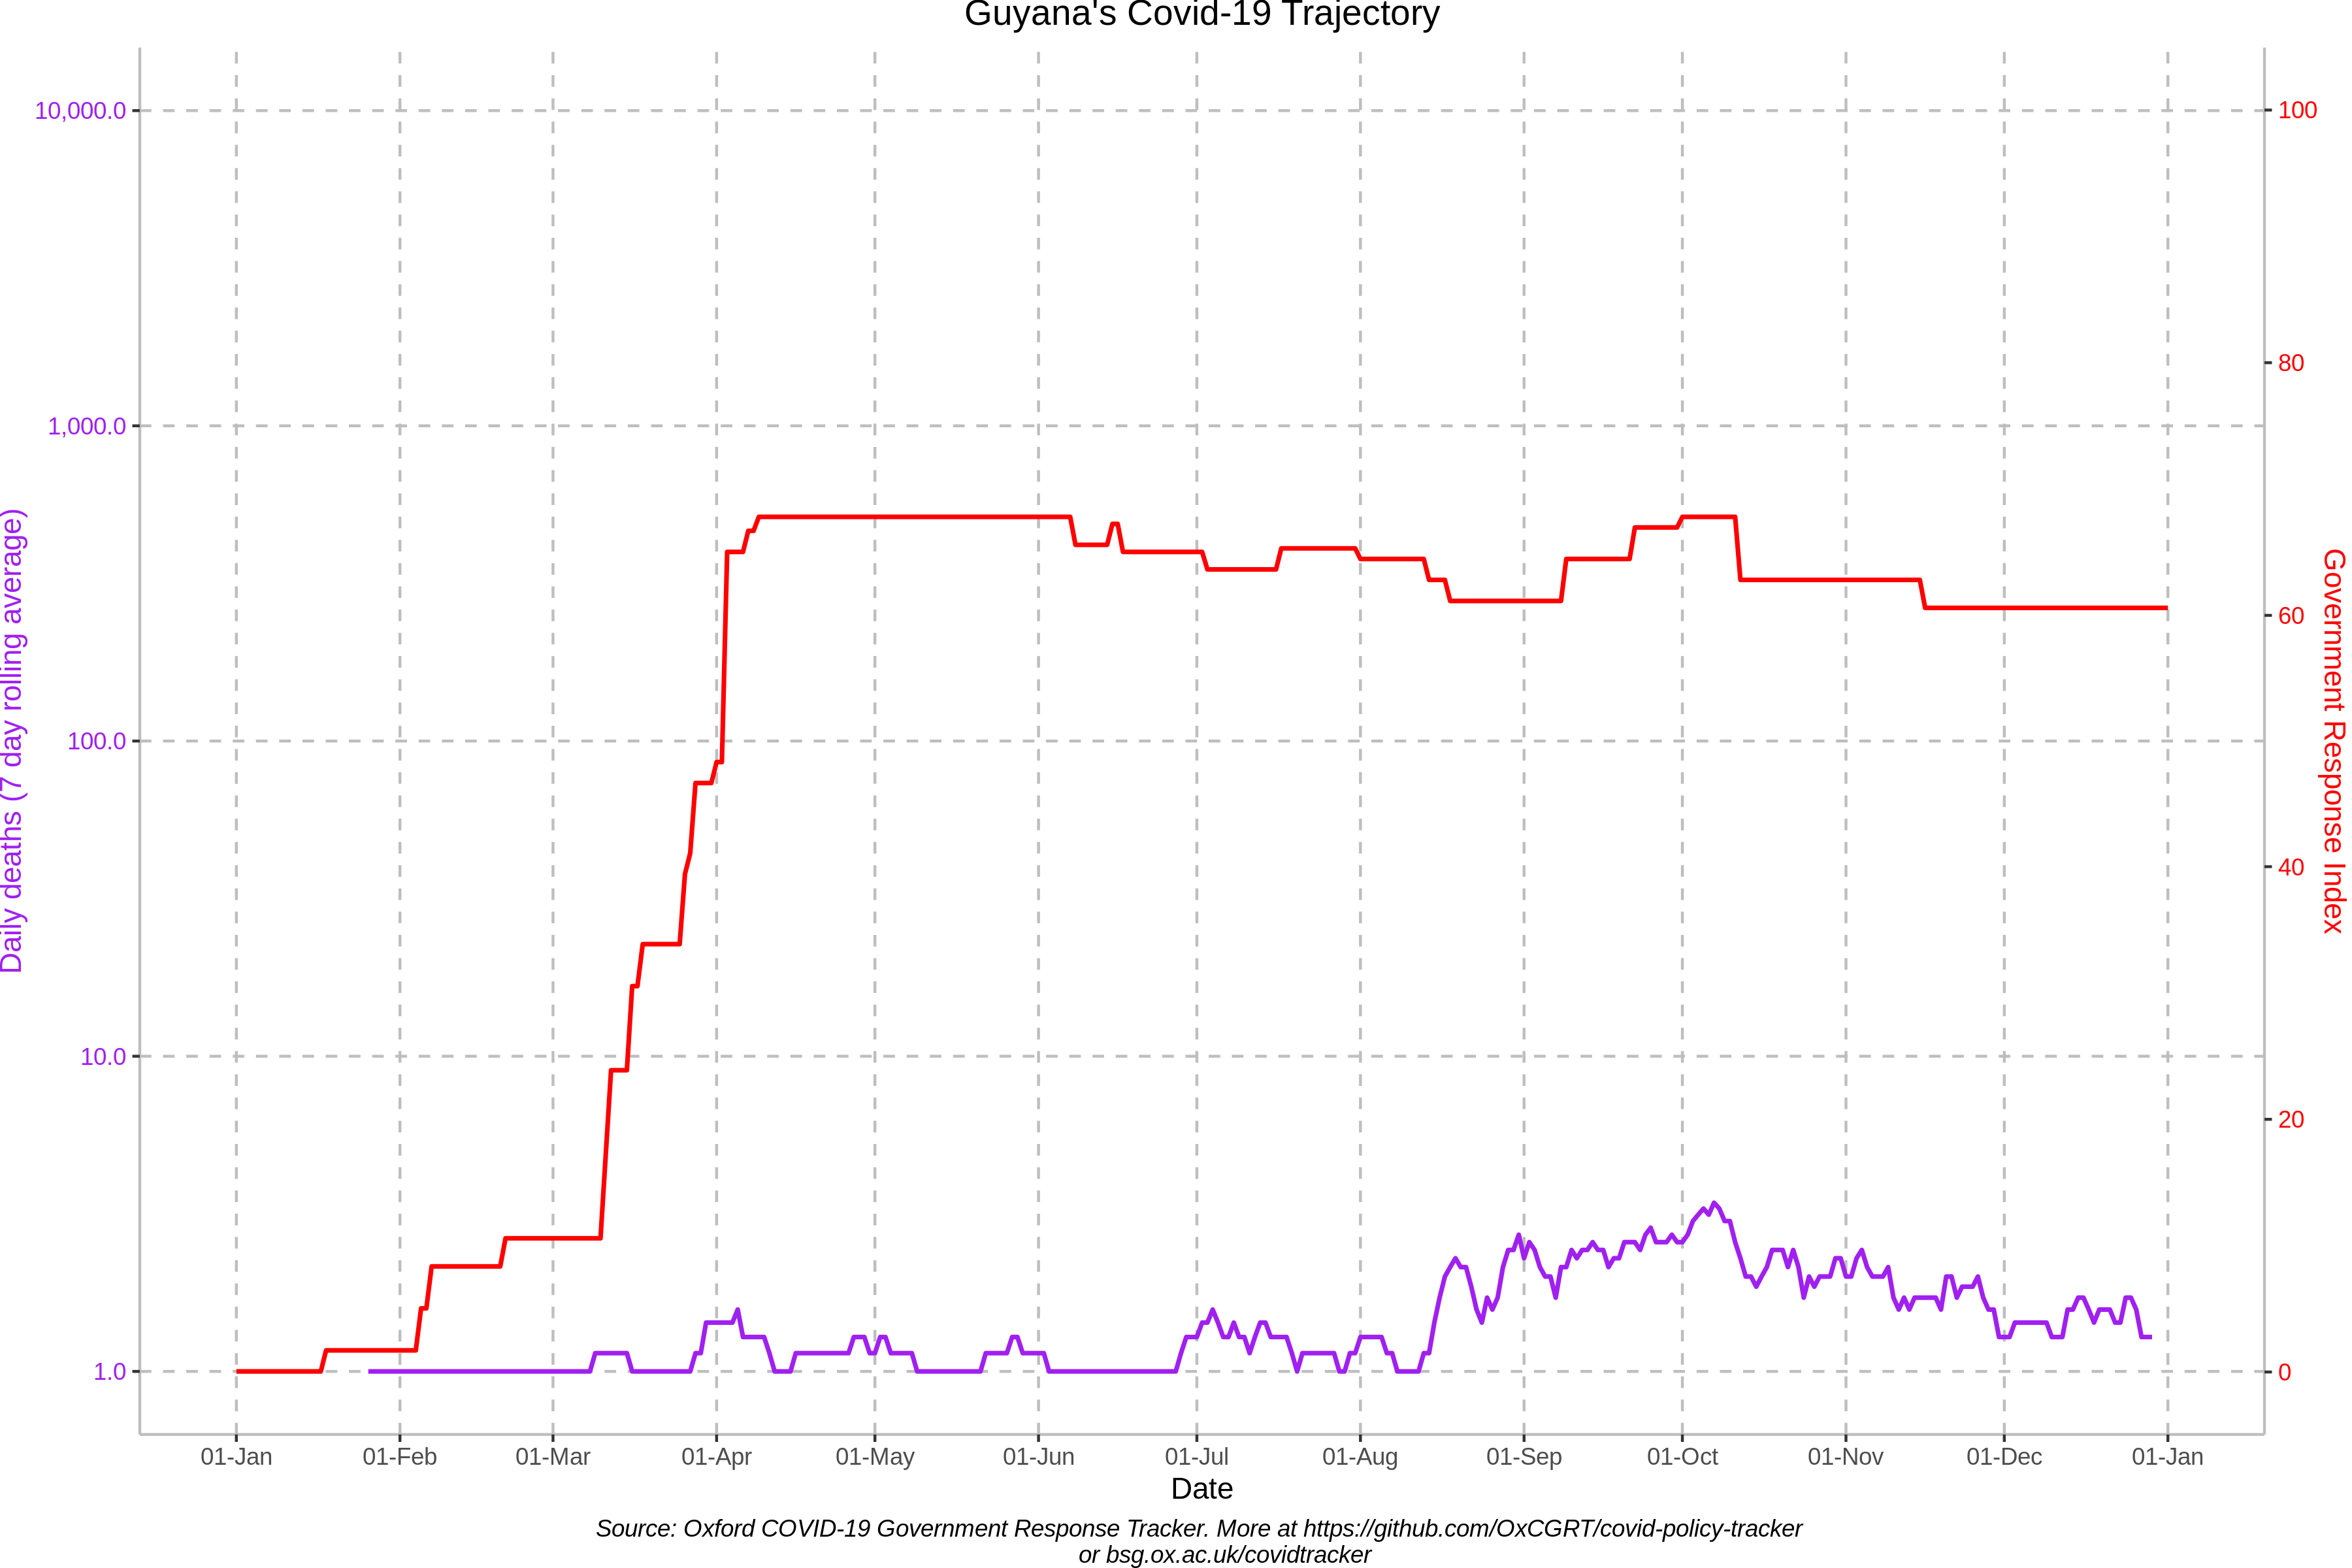 Guyana's Covid-19 Trajectory
10,000.0
1,000.0
100.0
10.0
1.0
Daily deaths (7 day rolling average)
100
80
60
40
20
0
Government Response Index
01-Jan 01-Feb 01-Mar 01-Apr 01-May 01-Jun 01-Jul 01-Aug 01-Sep 01-Oct 01-Nov 01-Dec 01-Jan
Date
Source: Oxford COVID-19 Government Response Tracker. More at https://github.com/OxCGRT/covid-policy-tracker
or bsg.ox.ac.uk/covidtracker